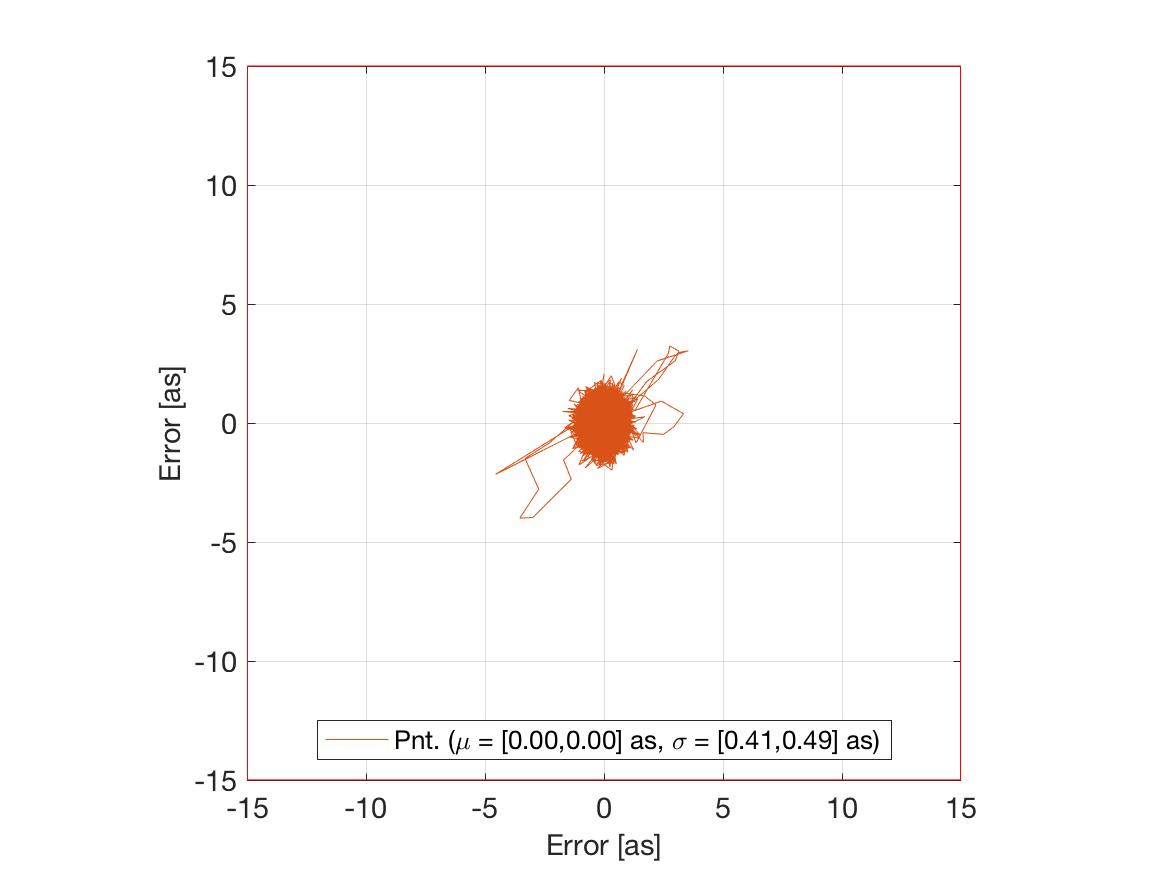 15
10
5
0
-5
-10
-15
Error [as]
Pnt. (μ = [0.00,0.00] as, σ = [0.41,0.49] as)
-15 -10 -5 0 5 10 15
Error [as]